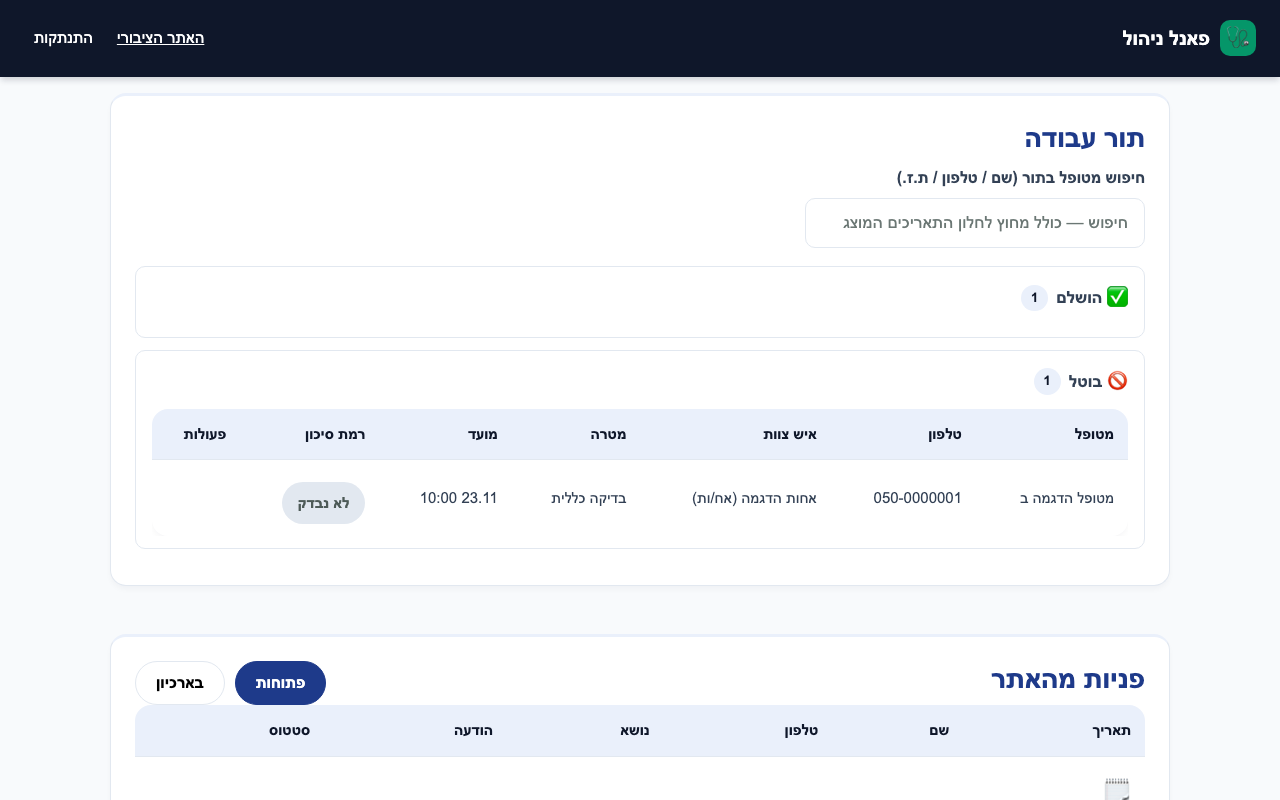 פאנל ניהול
האתר הציבורי
התנתקות
תור עבודה
חיפוש מטופל בתור (שם / טלפון / ת.ז.)
חיפוש — כולל מחוץ לחלון התאריכים המוצג
✅ הושלם 1
🚫 בוטל 1
מטופל טלפון איש צוות מטרה מועד רמת סיכון פעולות
מטופל הדגמה ב 050-0000001 אחות הדגמה (אח/ות) בדיקה כללית 23.11 10:00 לא נבדק
פניות מהאתר
פתוחות
בארכיון
תאריך שם טלפון נושא הודעה סטטוס